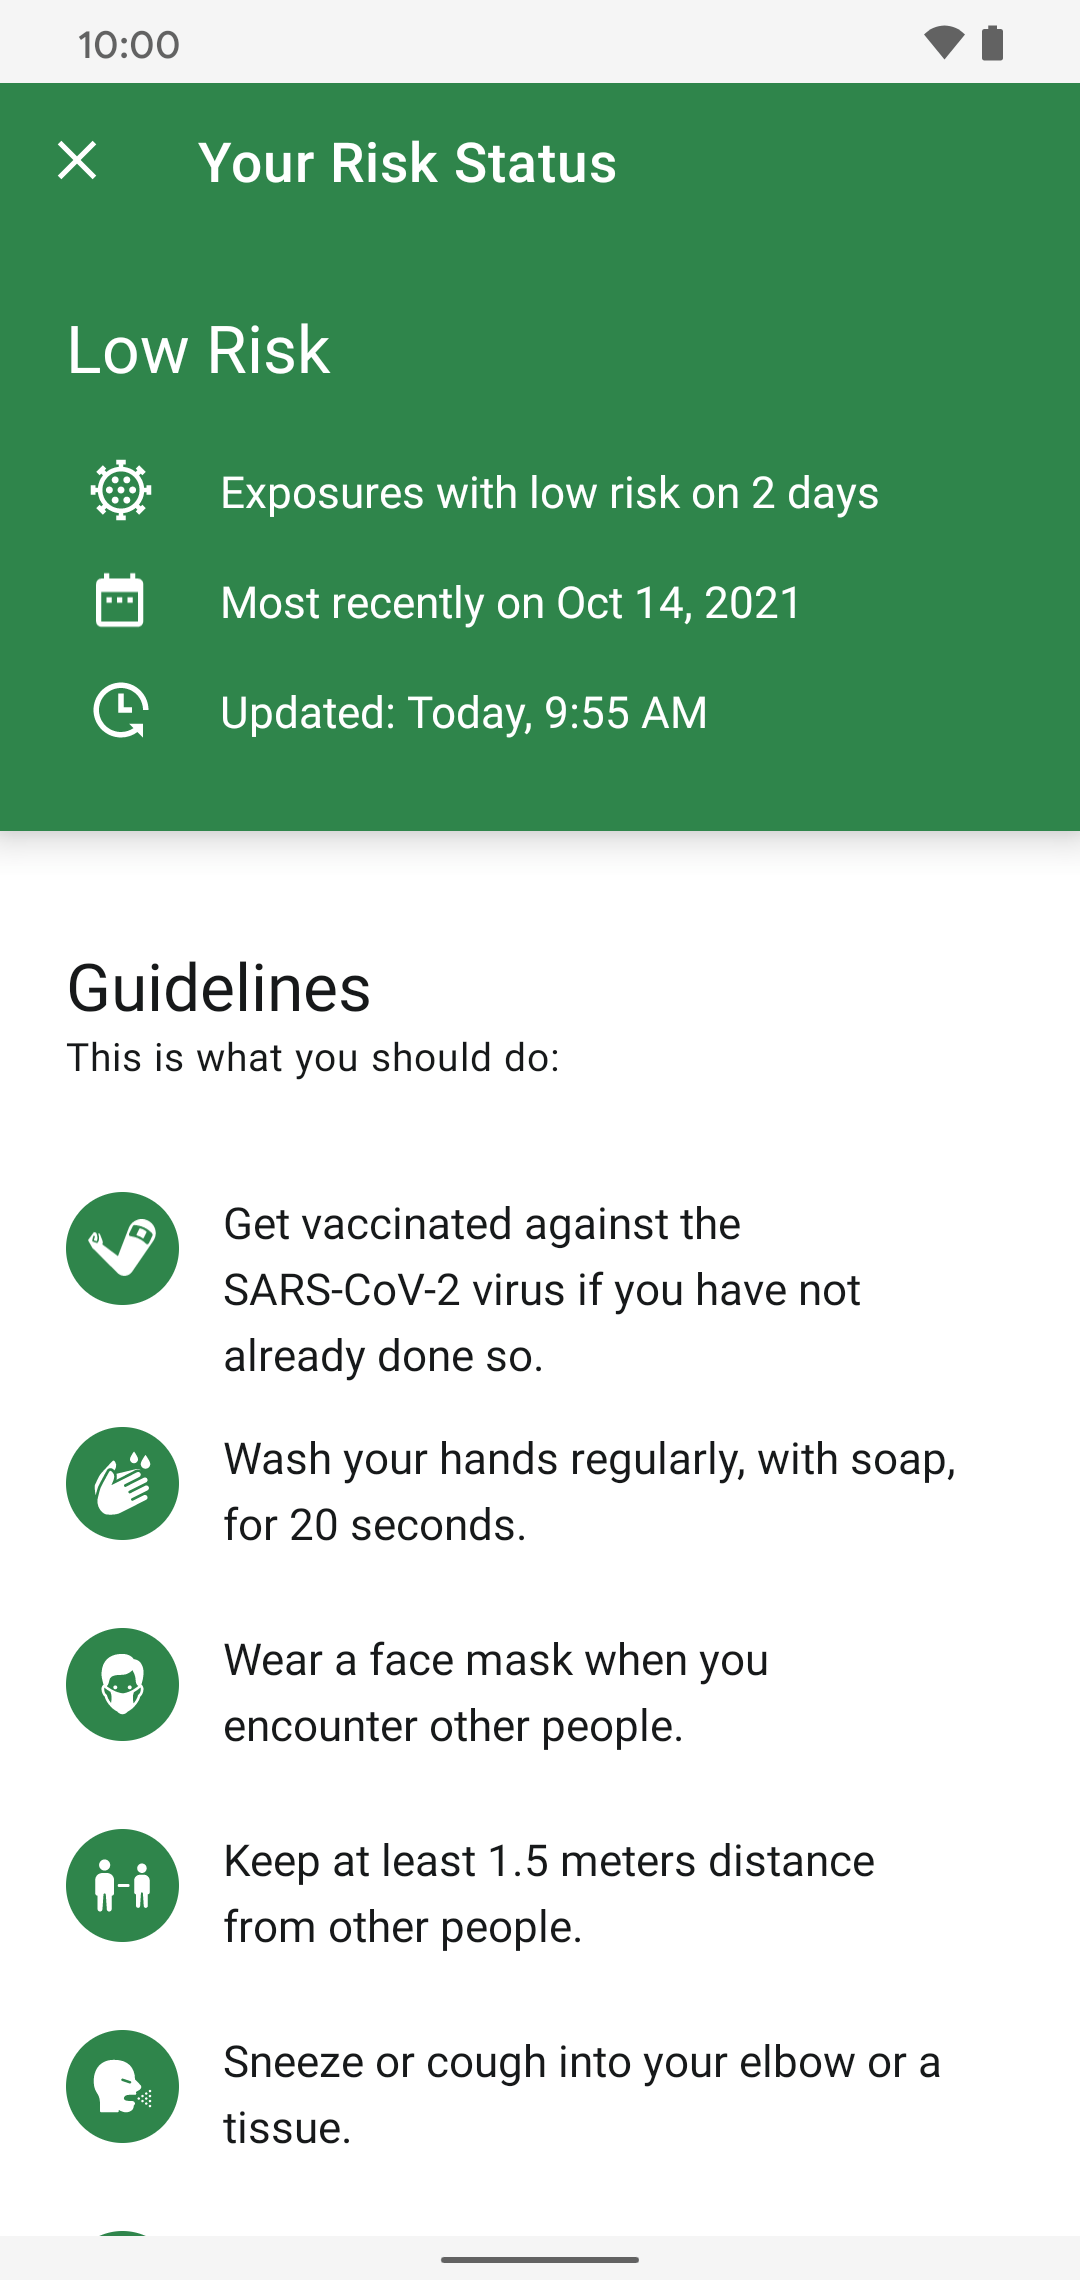 10:00
Your Risk Status
Low Risk
Exposures with low risk on 2 days
Most recently on Oct 14, 2021
Updated: Today, 9:55 AM
Guidelines
This is what you should do:
Get vaccinated against the
SARS-CoV-2 virus if you have not
already done so.
Wash your hands regularly, with soap,
for 20 seconds.
Wear a face mask when you
encounter other people.
Keep at least 1.5 meters distance
from other people.
Sneeze or cough into your elbow or a
tissue.